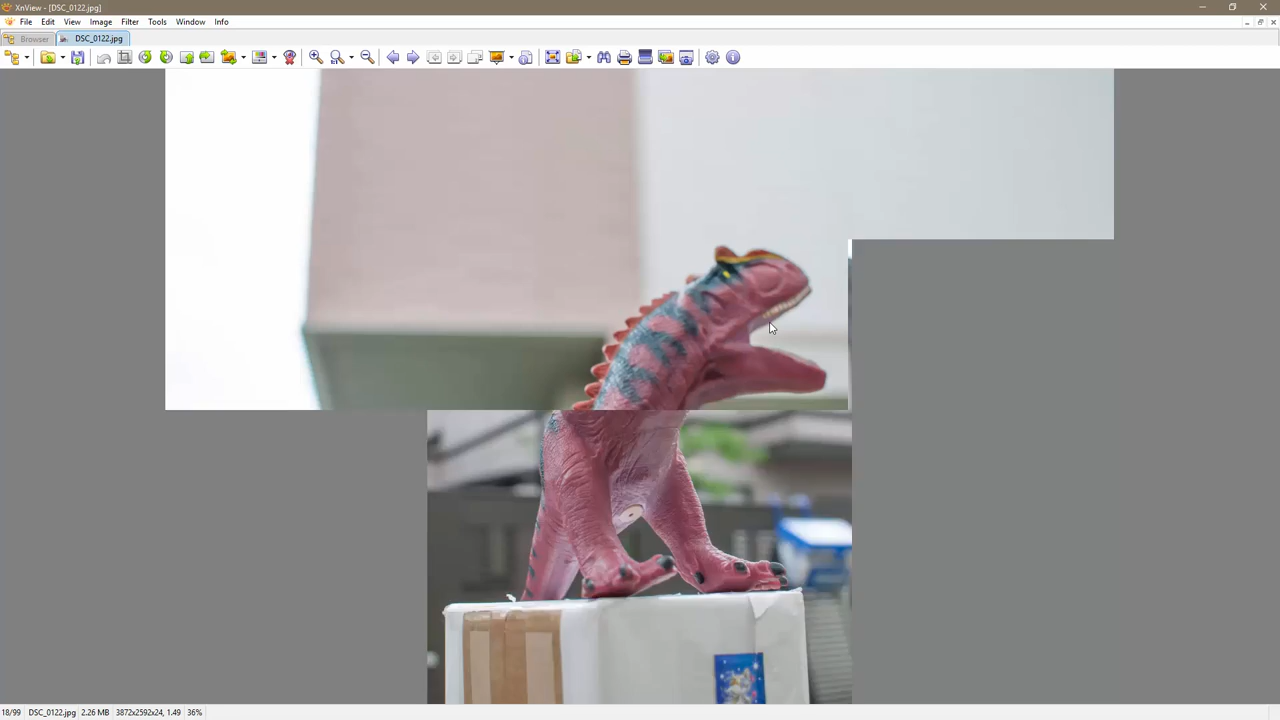 XnView - [DSC_0122.jpg]
File Edit View Image Filter Tools Window Info
Browser DSC_0122.jpg
18/99 DSC_0122.jpg 2.26 MB 3872x2592x24, 1.49 36%